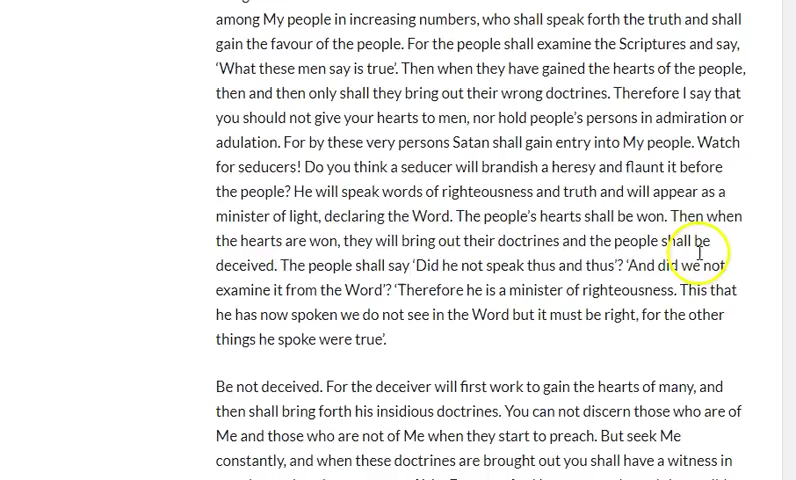 among My people in increasing numbers, who shall speak forth the truth and shall
gain the favour of the people. For the people shall examine the Scriptures and say,
‘What these men say is true’. Then when they have gained the hearts of the people,
then and then only shall they bring out their wrong doctrines. Therefore I say that
you should not give your hearts to men, nor hold people’s persons in admiration or
adulation. For by these very persons Satan shall gain entry into My people. Watch
for seducers! Do you think a seducer will brandish a heresy and flaunt it before
the people? He will speak words of righteousness and truth and will appear as a
minister of light, declaring the Word. The people’s hearts shall be won. Then when
the hearts are won, they will bring out their doctrines and the people shall be
deceived. The people shall say ‘Did he not speak thus and thus’? ‘And did we not
examine it from the Word’? ‘Therefore he is a minister of righteousness. This that
he has now spoken we do not see in the Word but it must be right, for the other
things he spoke were true’.
Be not deceived. For the deceiver will first work to gain the hearts of many, and
then shall bring forth his insidious doctrines. You can not discern those who are of
Me and those who are not of Me when they start to preach. But seek Me
constantly, and when these doctrines are brought out you shall have a witness in